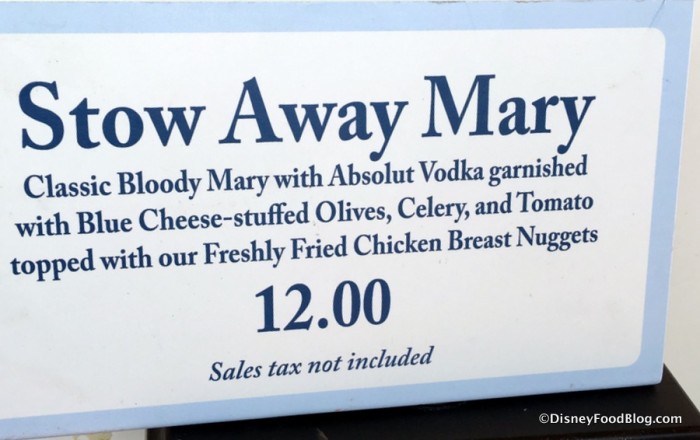 Stow Away Mary
Classic Bloody Mary with Absolut Vodka garnished
with Blue Cheese-stuffed Olives, Celery, and Tomato
topped with our Freshly Fried Chicken Breast Nuggets
12.00
Sales tax not included
©DisneyFoodBlog.com